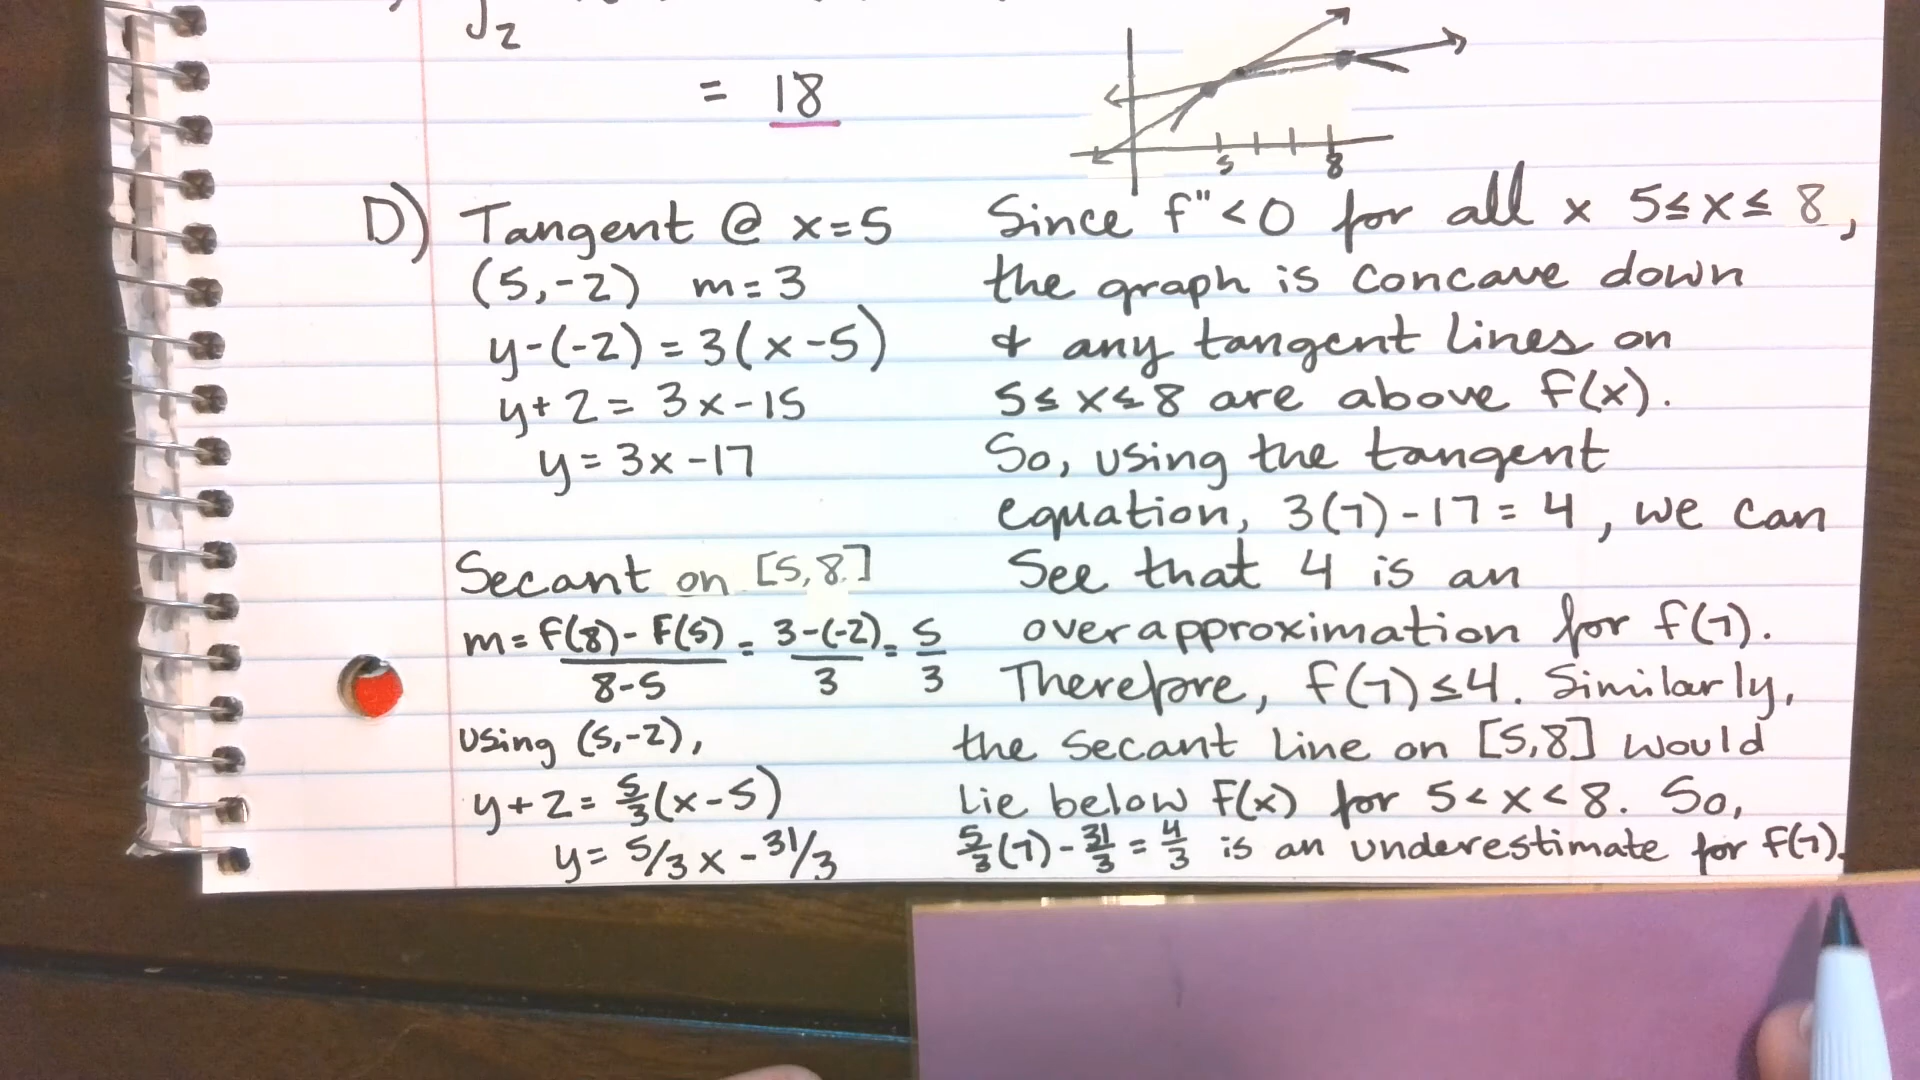 ∫2
= 18
5 8
D) Tangent @ x=5
(5,-2) m=3
y-(-2) = 3(x-5)
y+2 = 3x-15
y = 3x-17
Secant on [5,8]
m = f(8)-f(5)/8-5 = 3-(-2)/3 = 5/3
using (5,-2),
y+2 = 5/3(x-5)
y = 5/3x - 31/3
Since f"<0 for all x 5≤x≤8,
the graph is concave down
& any tangent lines on
5≤x≤8 are above f(x).
So, using the tangent
equation, 3(7)-17=4, we can
See that 4 is an
overapproximation for f(7).
Therefore, f(7)≤4. Similarly,
the secant line on [5,8] would
lie below f(x) for 5<x<8. So,
5/3(7)-31/3=4/3 is an underestimate for f(7).